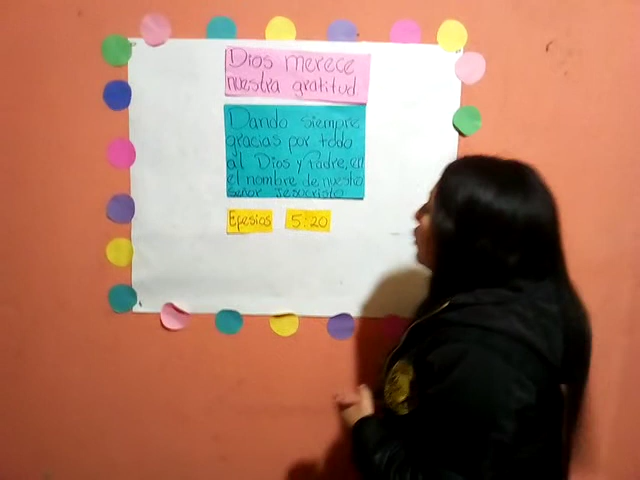 Dios merece
nuestra gratitud
Dando siempre
gracias por todo
al Dios y Padre, en
el nombre de nuestro
señor Jesucristo
Efesios 5:20